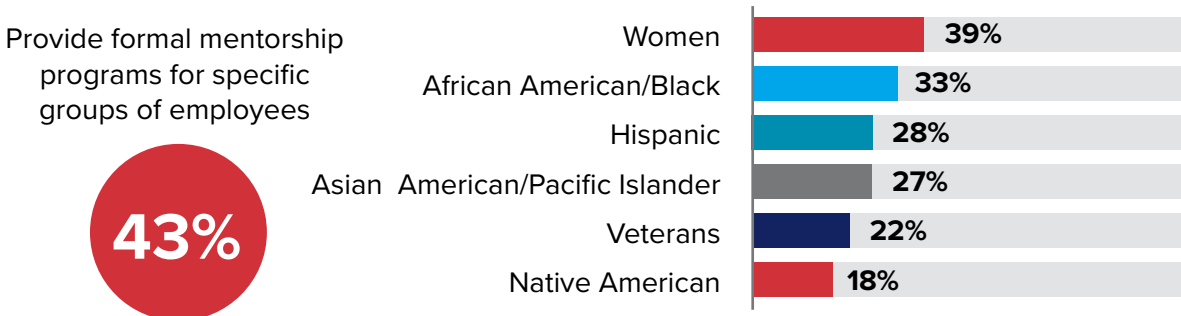 Provide formal mentorship
programs for specific
groups of employees
43%
Women 39%
African American/Black 33%
Hispanic 28%
Asian American/Pacific Islander 27%
Veterans 22%
Native American 18%